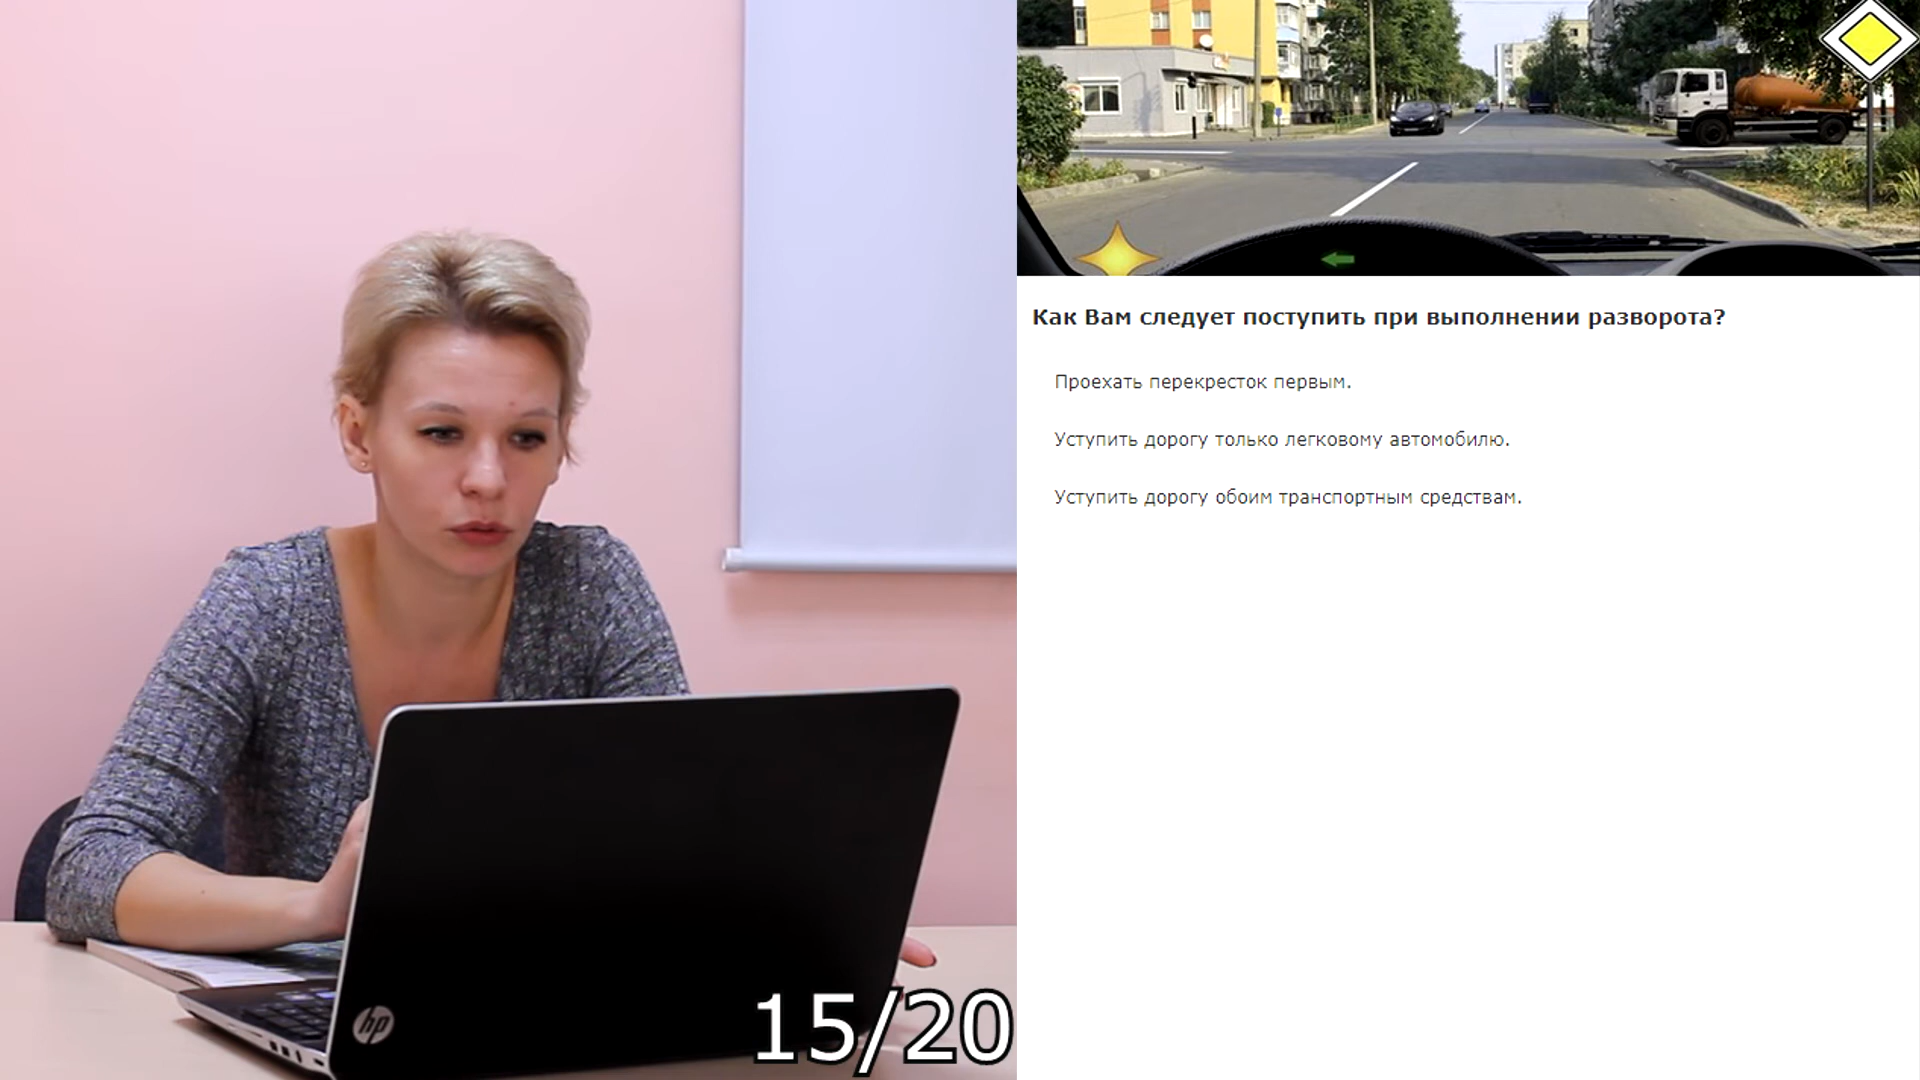 Как Вам следует поступить при выполнении разворота?
Проехать перекресток первым.
Уступить дорогу только легковому автомобилю.
Уступить дорогу обоим транспортным средствам.
hp
15/20